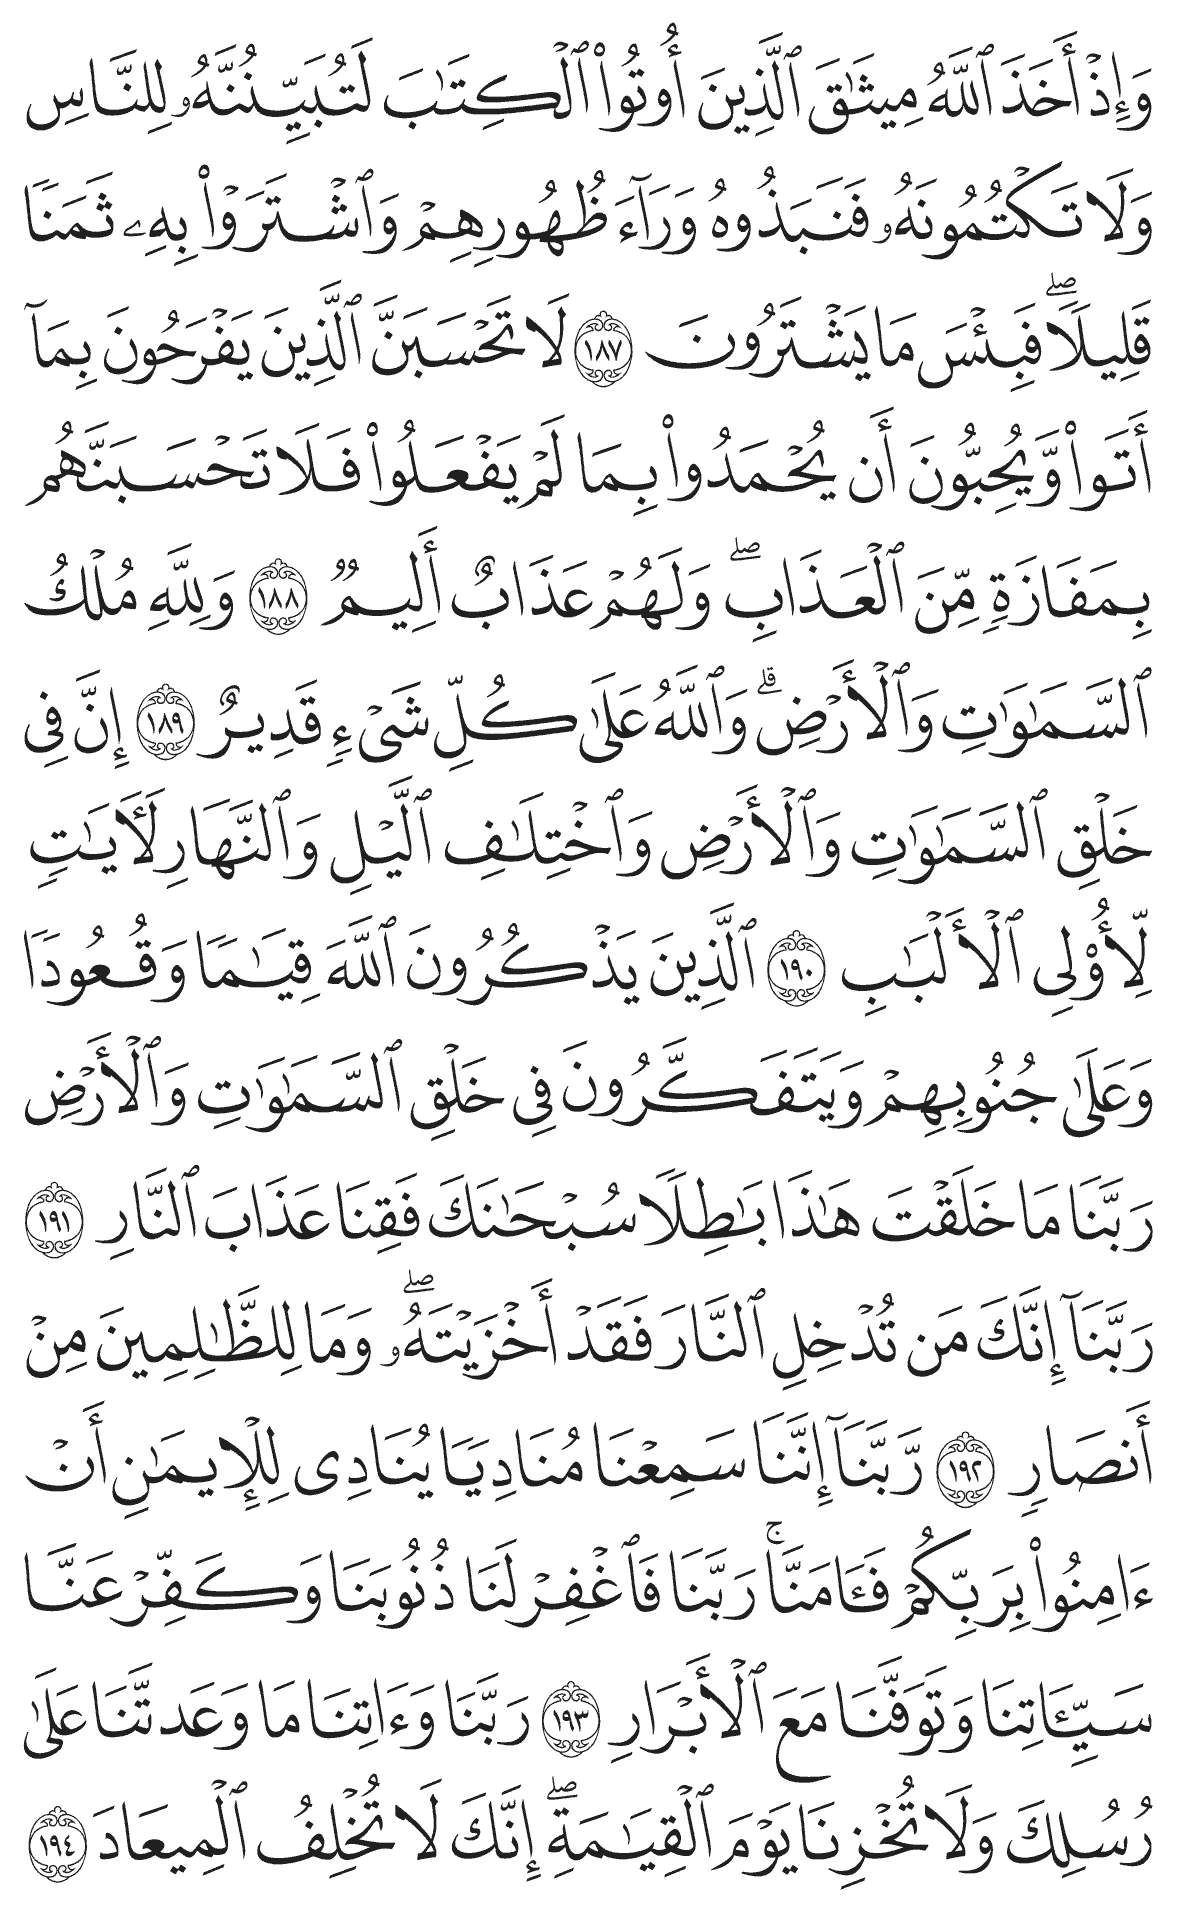 وَإِذۡ أَخَذَ ٱللَّهُ مِيثَٰقَ ٱلَّذِينَ أُوتُواْ ٱلۡكِتَٰبَ لَتُبَيِّنُنَّهُۥ لِلنَّاسِ
وَلَا تَكۡتُمُونَهُۥ فَنَبَذُوهُ وَرَآءَ ظُهُورِهِمۡ وَٱشۡتَرَوۡاْ بِهِۦ ثَمَنٗا
قَلِيلٗاۖ فَبِئۡسَ مَا يَشۡتَرُونَ ١٨٧ لَا تَحۡسَبَنَّ ٱلَّذِينَ يَفۡرَحُونَ بِمَآ
أَتَواْ وَّيُحِبُّونَ أَن يُحۡمَدُواْ بِمَا لَمۡ يَفۡعَلُواْ فَلَا تَحۡسَبَنَّهُم
بِمَفَازَةٖ مِّنَ ٱلۡعَذَابِۖ وَلَهُمۡ عَذَابٌ أَلِيمٞ ١٨٨ وَلِلَّهِ مُلۡكُ
ٱلسَّمَٰوَٰتِ وَٱلۡأَرۡضِۗ وَٱللَّهُ عَلَىٰ كُلِّ شَيۡءٖ قَدِيرٌ ١٨٩ إِنَّ فِي
خَلۡقِ ٱلسَّمَٰوَٰتِ وَٱلۡأَرۡضِ وَٱخۡتِلَٰفِ ٱلَّيۡلِ وَٱلنَّهَارِ لَأٓيَٰتٖ
لِّأُوْلِي ٱلۡأَلۡبَٰبِ ١٩٠ ٱلَّذِينَ يَذۡكُرُونَ ٱللَّهَ قِيَٰمٗا وَقُعُودٗا
وَعَلَىٰ جُنُوبِهِمۡ وَيَتَفَكَّرُونَ فِي خَلۡقِ ٱلسَّمَٰوَٰتِ وَٱلۡأَرۡضِ
رَبَّنَا مَا خَلَقۡتَ هَٰذَا بَٰطِلٗا سُبۡحَٰنَكَ فَقِنَا عَذَابَ ٱلنَّارِ ١٩١
رَبَّنَآ إِنَّكَ مَن تُدۡخِلِ ٱلنَّارَ فَقَدۡ أَخۡزَيۡتَهُۥۖ وَمَا لِلظَّٰلِمِينَ مِنۡ
أَنصَارٖ ١٩٢ رَّبَّنَآ إِنَّنَا سَمِعۡنَا مُنَادِيٗا يُنَادِي لِلۡإِيمَٰنِ أَنۡ
ءَامِنُواْ بِرَبِّكُمۡ فَـَٔامَنَّاۚ رَبَّنَا فَٱغۡفِرۡ لَنَا ذُنُوبَنَا وَكَفِّرۡ عَنَّا
سَيِّـَٔاتِنَا وَتَوَفَّنَا مَعَ ٱلۡأَبۡرَارِ ١٩٣ رَبَّنَا وَءَاتِنَا مَا وَعَدتَّنَا عَلَىٰ
رُسُلِكَ وَلَا تُخۡزِنَا يَوۡمَ ٱلۡقِيَٰمَةِۖ إِنَّكَ لَا تُخۡلِفُ ٱلۡمِيعَادَ ١٩٤